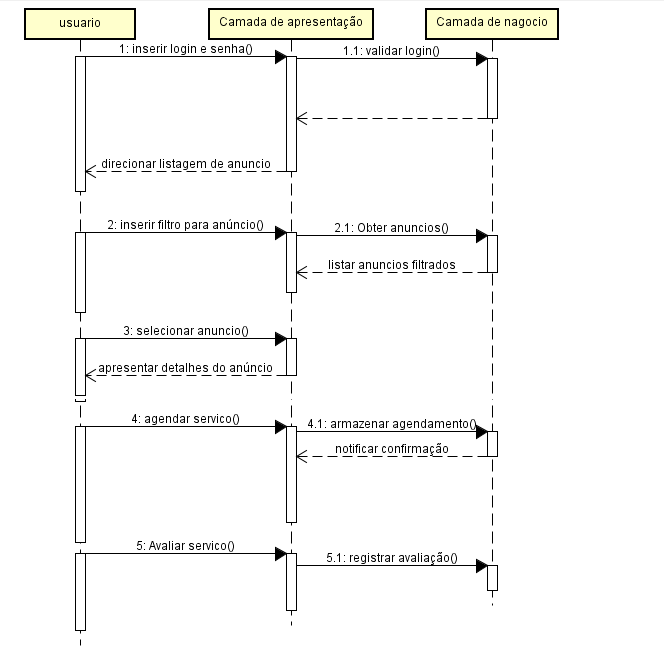 usuario
Camada de apresentação
Camada de nagocio
1: inserir login e senha()
1.1: validar login()
direcionar listagem de anuncio
2: inserir filtro para anúncio()
2.1: Obter anuncios()
listar anuncios filtrados
3: selecionar anuncio()
apresentar detalhes do anúncio
4: agendar servico()
4.1: armazenar agendamento()
notificar confirmação
5: Avaliar servico()
5.1: registrar avaliação()